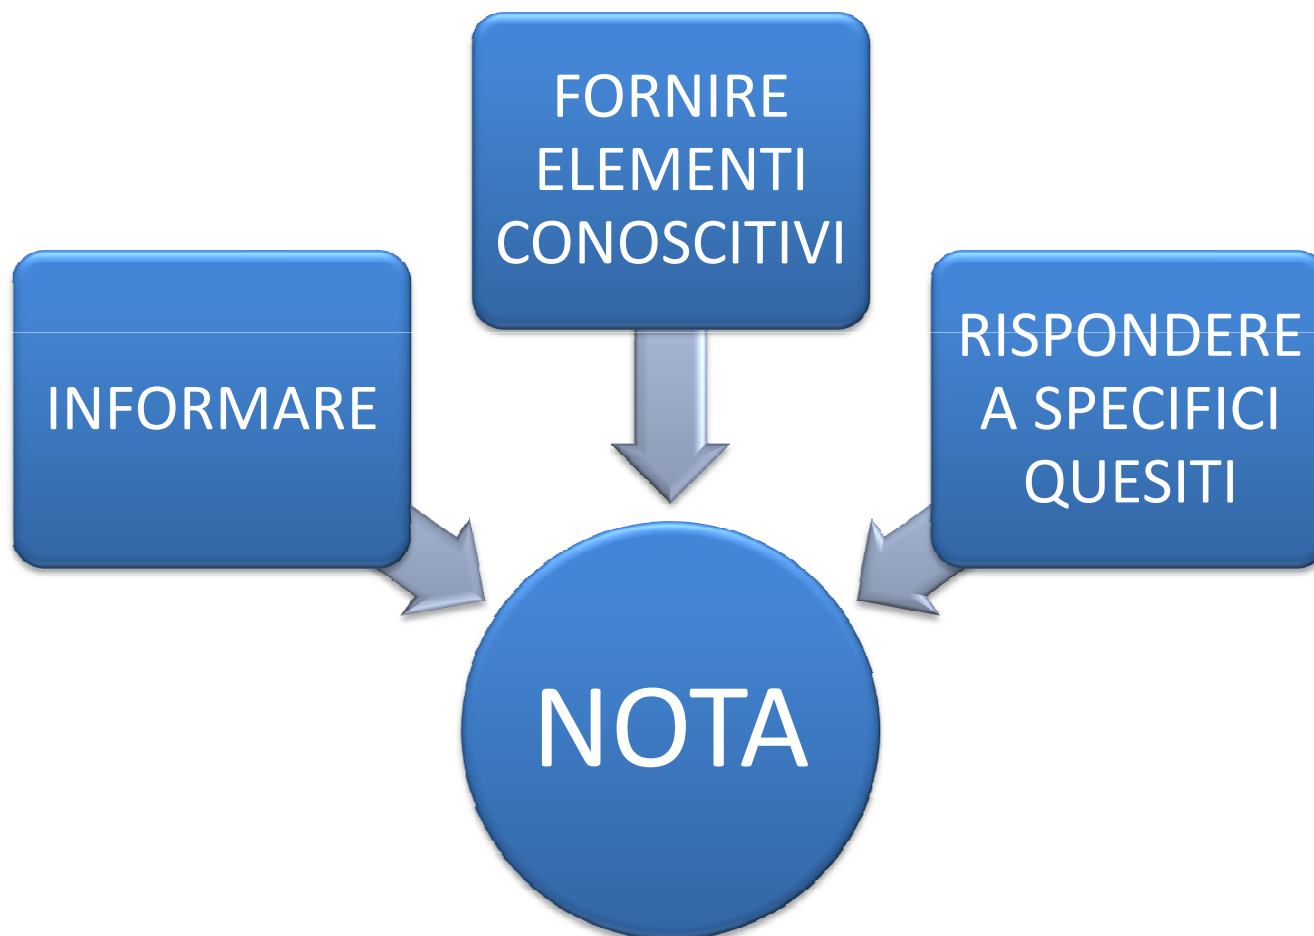 FORNIRE
ELEMENTI
CONOSCITIVI
INFORMARE
RISPONDERE
A SPECIFICI
QUESITI
NOTA